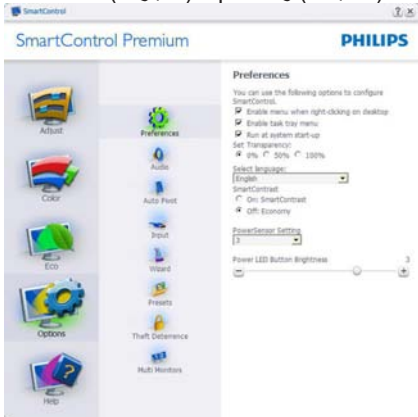 SmartControl
SmartControl Premium
PHILIPS
Adjust
Color
Eco
Options
Help
Preferences
Audio
Auto Pivot
Input
Wizard
Presets
Theft Deterrence
Multi Monitors
Preferences
You can use the following options to configure
SmartControl.
Enable menu when right-clicking on desktop
Enable task tray menu
Run at system start-up
Set Transparency:
0% 50% 100%
Select language:
English
SmartContrast
On: SmartContrast
Off: Economy
PowerSensor Setting
3
Power LED Button Brightness 3